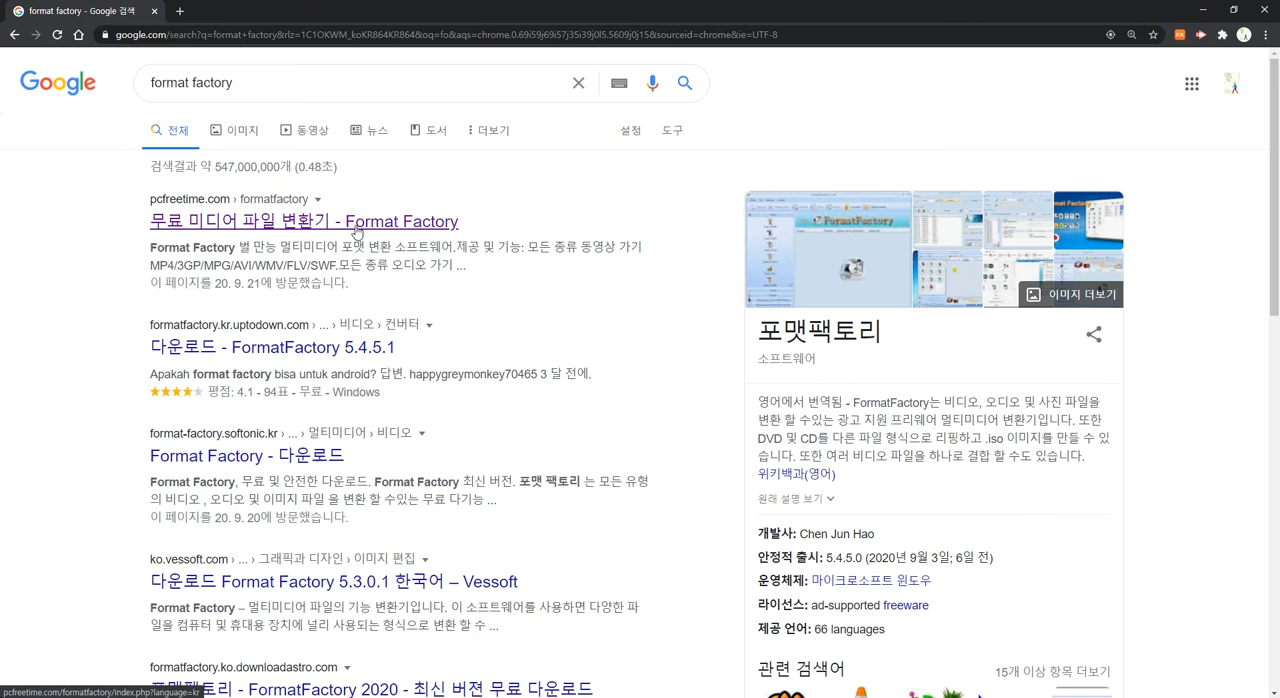 format factory - Google 검색
google.com/search?q=format+factory&rlz=1C1OKWM_koKR864KR864&oq=fo&aqs=chrome.0.69i59j69i57j35i39j0l5.5609j0j15&sourceid=chrome&ie=UTF-8
Google
format factory
전체 이미지 동영상 뉴스 도서 더보기 설정 도구
검색결과 약 547,000,000개 (0.48초)
pcfreetime.com › formatfactory
무료 미디어 파일 변환기 - Format Factory
Format Factory 벌 만능 멀티미디어 포맷 변환 소프트웨어,제공 및 기능: 모든 종류 동영상 가기
MP4/3GP/MPG/AVI/WMV/FLV/SWF.모든 종류 오디오 가기 ...
이 페이지를 20. 9. 21에 방문했습니다.
formatfactory.kr.uptodown.com › ... › 비디오 › 컨버터
다운로드 - FormatFactory 5.4.5.1
Apakah format factory bisa untuk android? 답변. happygreymonkey70465 3 달 전에.
평점: 4.1 - 94표 - 무료 - Windows
format-factory.softonic.kr › ... › 멀티미디어 › 비디오
Format Factory - 다운로드
Format Factory, 무료 및 안전한 다운로드. Format Factory 최신 버전. 포맷 팩토리 는 모든 유형
의 비디오 , 오디오 및 이미지 파일 을 변환 할 수있는 무료 다기능 ...
이 페이지를 20. 9. 20에 방문했습니다.
ko.vessoft.com › ... › 그래픽과 디자인 › 이미지 편집
다운로드 Format Factory 5.3.0.1 한국어 – Vessoft
Format Factory – 멀티미디어 파일의 기능 변환기입니다. 이 소프트웨어를 사용하면 다양한 파
일을 컴퓨터 및 휴대용 장치에 널리 사용되는 형식으로 변환 할 수 ...
formatfactory.ko.downloadastro.com
포맷팩토리 - FormatFactory 2020 - 최신 버젼 무료 다운로드
pcfreetime.com/formatfactory/index.php?language=kr
FormatFactory
이미지 더보기
포맷팩토리
소프트웨어
영어에서 번역됨 - FormatFactory는 비디오, 오디오 및 사진 파일을
변환 할 수있는 광고 지원 프리웨어 멀티미디어 변환기입니다. 또한
DVD 및 CD를 다른 파일 형식으로 리핑하고 .iso 이미지를 만들 수 있
습니다. 또한 여러 비디오 파일을 하나로 결합 할 수도 있습니다.
위키백과(영어)
원래 설명 보기
개발사: Chen Jun Hao
안정적 출시: 5.4.5.0 (2020년 9월 3일; 6일 전)
운영체제: 마이크로소프트 윈도우
라이선스: ad-supported freeware
제공 언어: 66 languages
관련 검색어 15개 이상 항목 더보기